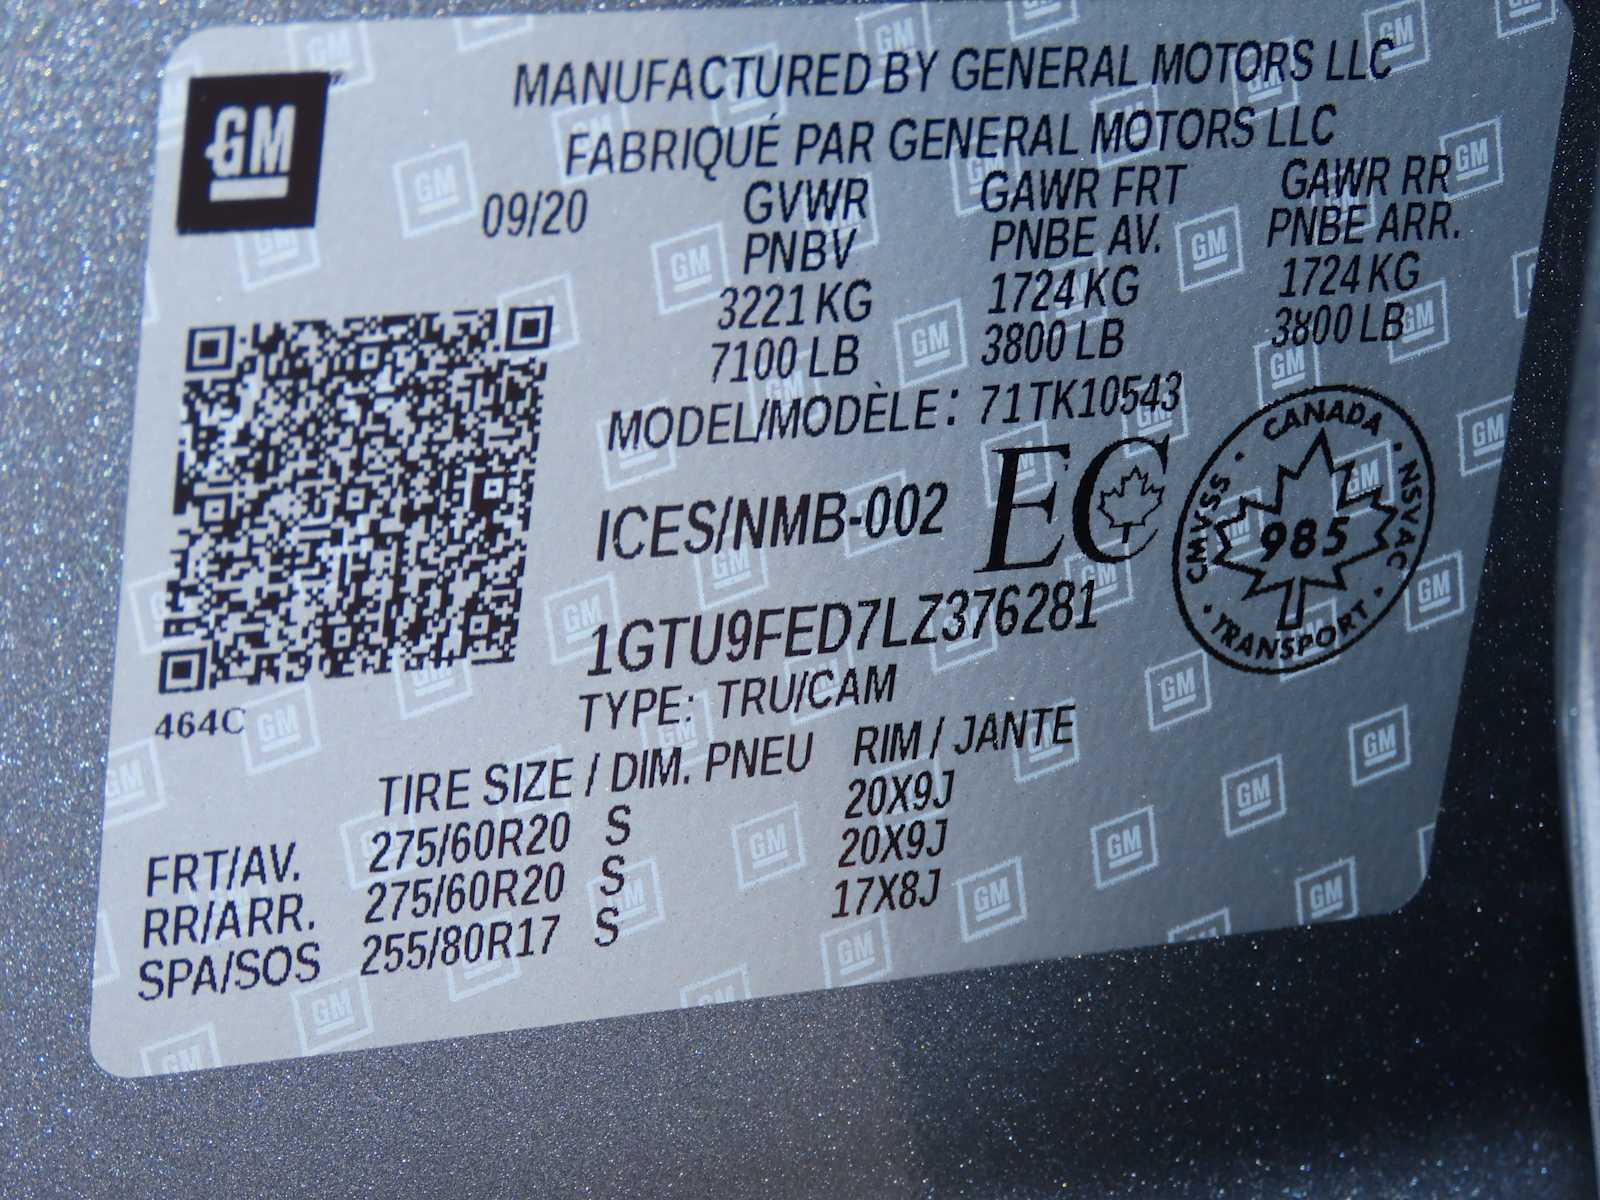 GM
MANUFACTURED BY GENERAL MOTORS LLC
FABRIQUÉ PAR GENERAL MOTORS LLC
09/20 GVWR GAWR FRT GAWR RR
PNBV PNBE AV. PNBE ARR.
3221 KG 1724 KG 1724 KG
7100 LB 3800 LB 3800 LB
MODEL/MODÈLE: 71TK10543
ICES/NMB-002 EC
CANADA · NSVAC · TRANSPORT · CMVSS ·
985
1GTU9FED7LZ376281
TYPE: TRU/CAM
464C
TIRE SIZE / DIM. PNEU RIM / JANTE
FRT/AV. 275/60R20 S 20X9J
RR/ARR. 275/60R20 S 20X9J
SPA/SOS 255/80R17 S 17X8J